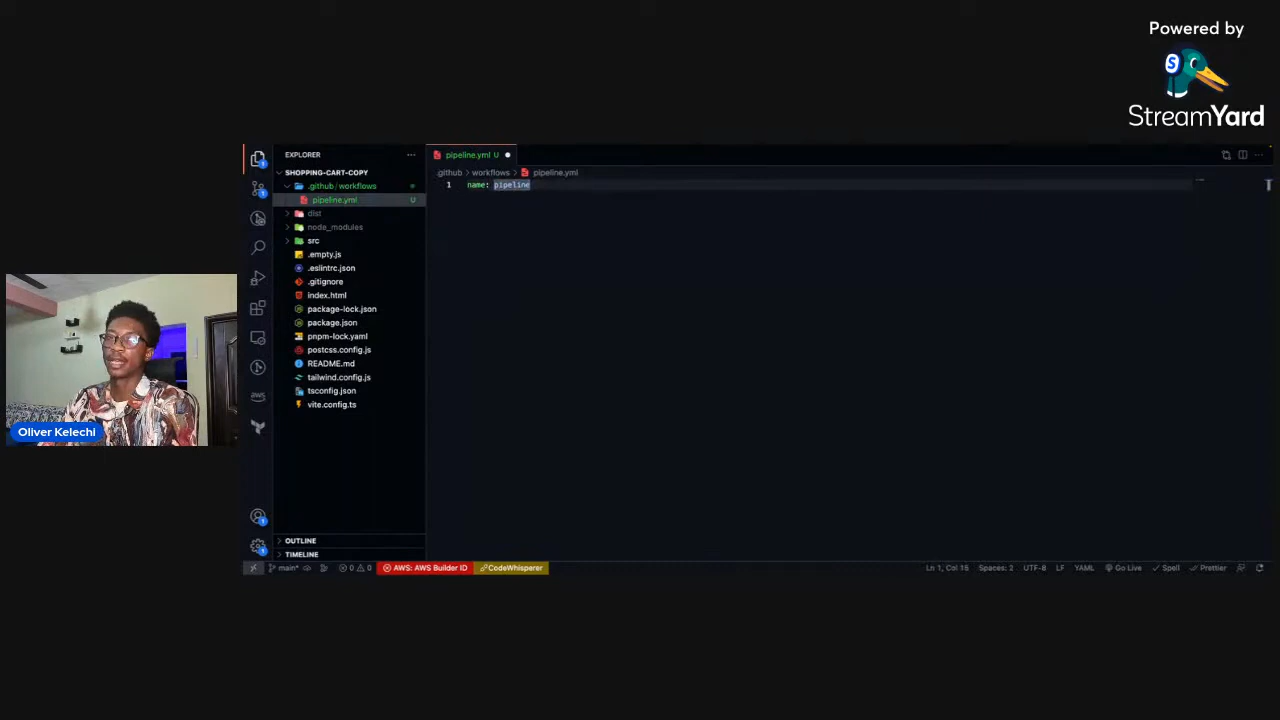 Powered by
S
StreamYard
EXPLORER
SHOPPING-CART-COPY
.github/workflows
pipeline.yml U
dist
node_modules
src
.empty.js
.eslintrc.json
.gitignore
index.html
package-lock.json
package.json
pnpm-lock.yaml
postcss.config.js
README.md
tailwind.config.js
tsconfig.json
vite.config.ts
OUTLINE
TIMELINE
pipeline.yml U
.github > workflows > pipeline.yml
1 name: pipeline
Oliver Kelechi
aws
main* 0 0 AWS: AWS Builder ID CodeWhisperer Ln 1, Col 15 Spaces: 2 UTF-8 LF YAML Go Live Spell Prettier